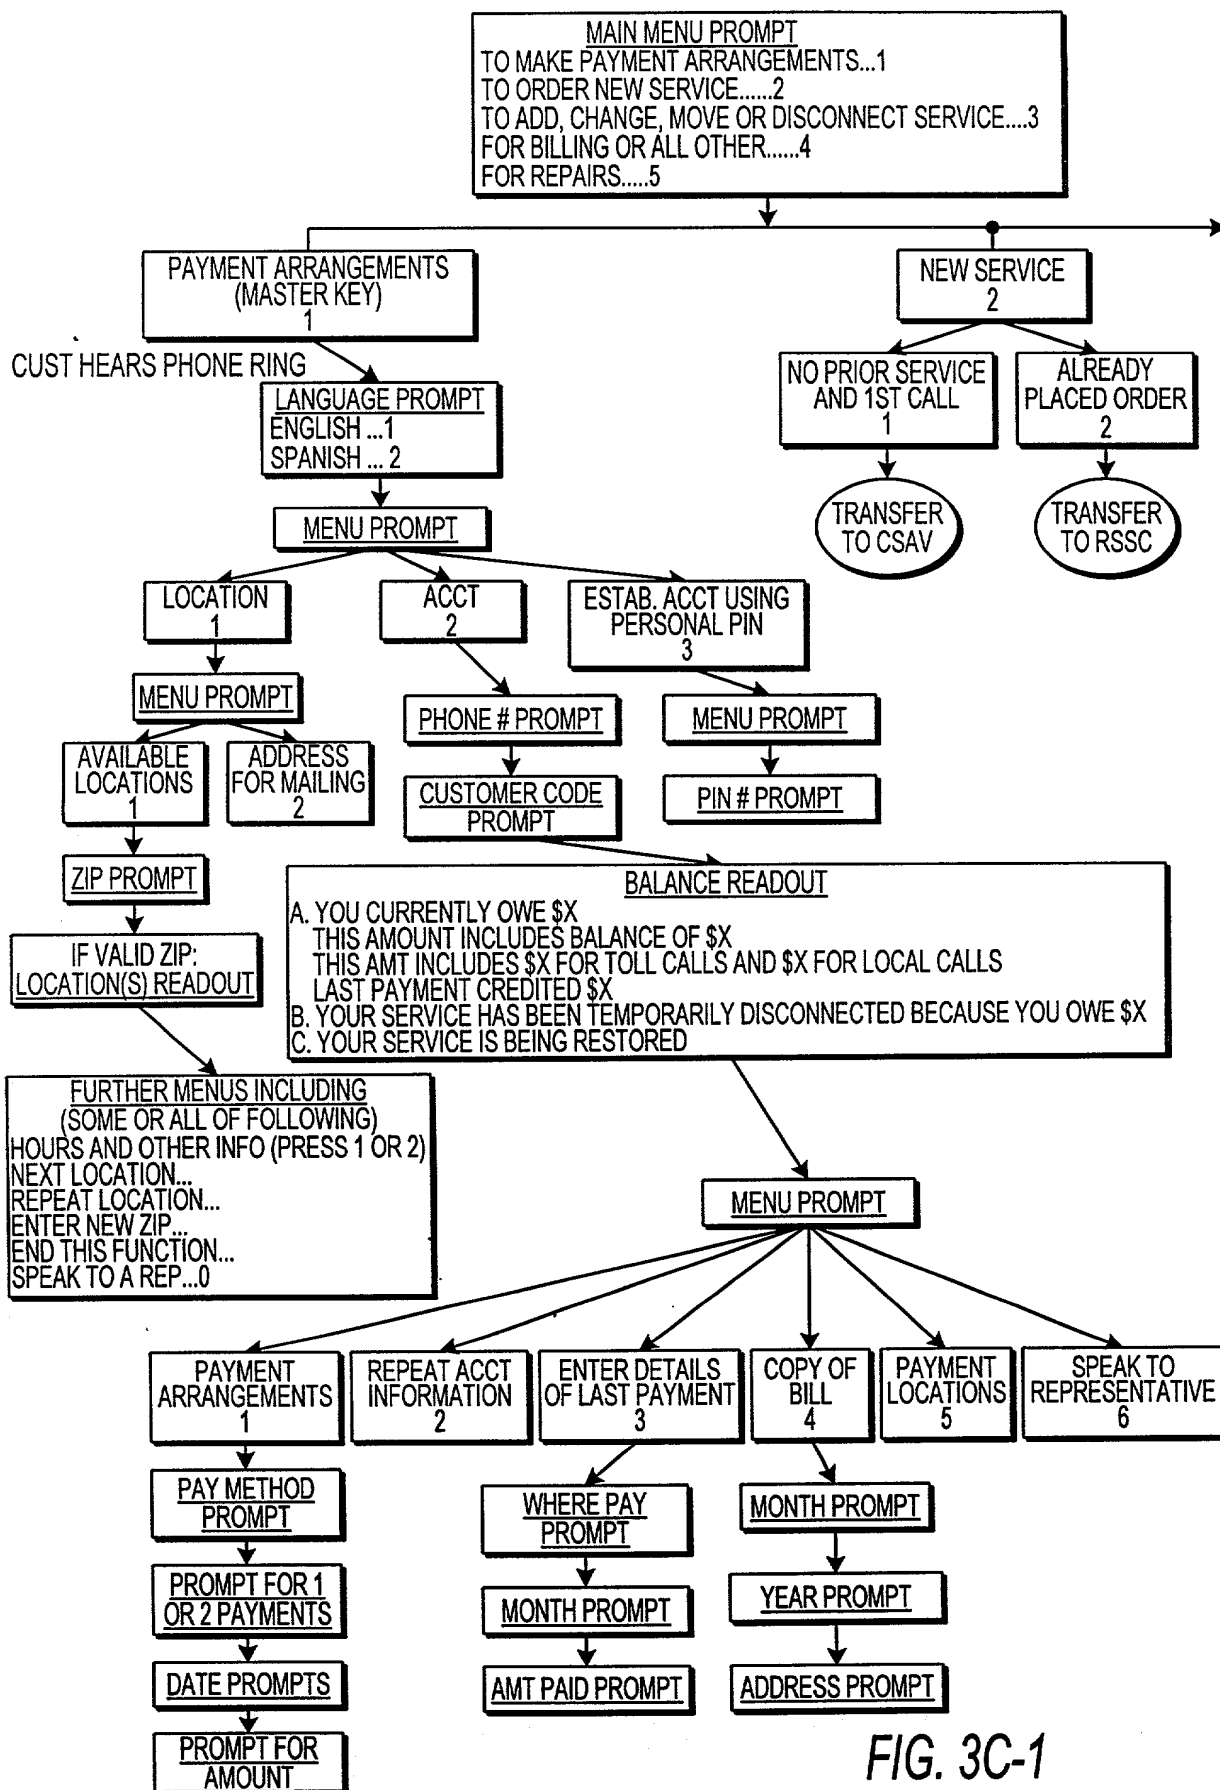 MAIN MENU PROMPT
TO MAKE PAYMENT ARRANGEMENTS...1
TO ORDER NEW SERVICE......2
TO ADD, CHANGE, MOVE OR DISCONNECT SERVICE....3
FOR BILLING OR ALL OTHER......4
FOR REPAIRS.....5
PAYMENT ARRANGEMENTS
(MASTER KEY)
1
NEW SERVICE
2
CUST HEARS PHONE RING
LANGUAGE PROMPT
ENGLISH ...1
SPANISH ... 2
NO PRIOR SERVICE
AND 1ST CALL
1
ALREADY
PLACED ORDER
2
TRANSFER
TO CSAV
TRANSFER
TO RSSC
MENU PROMPT
LOCATION
1
ACCT
2
ESTAB. ACCT USING
PERSONAL PIN
3
MENU PROMPT
PHONE # PROMPT
MENU PROMPT
AVAILABLE
LOCATIONS
1
ADDRESS
FOR MAILING
2
CUSTOMER CODE
PROMPT
PIN # PROMPT
ZIP PROMPT
IF VALID ZIP:
LOCATION(S) READOUT
BALANCE READOUT
A. YOU CURRENTLY OWE $X
THIS AMOUNT INCLUDES BALANCE OF $X
THIS AMT INCLUDES $X FOR TOLL CALLS AND $X FOR LOCAL CALLS
LAST PAYMENT CREDITED $X
B. YOUR SERVICE HAS BEEN TEMPORARILY DISCONNECTED BECAUSE YOU OWE $X
C. YOUR SERVICE IS BEING RESTORED
FURTHER MENUS INCLUDING
(SOME OR ALL OF FOLLOWING)
HOURS AND OTHER INFO (PRESS 1 OR 2)
NEXT LOCATION...
REPEAT LOCATION...
ENTER NEW ZIP...
END THIS FUNCTION...
SPEAK TO A REP...0
MENU PROMPT
PAYMENT
ARRANGEMENTS
1
REPEAT ACCT
INFORMATION
2
ENTER DETAILS
OF LAST PAYMENT
3
COPY OF
BILL
4
PAYMENT
LOCATIONS
5
SPEAK TO
REPRESENTATIVE
6
PAY METHOD
PROMPT
PROMPT FOR 1
OR 2 PAYMENTS
DATE PROMPTS
PROMPT FOR
AMOUNT
WHERE PAY
PROMPT
MONTH PROMPT
AMT PAID PROMPT
MONTH PROMPT
YEAR PROMPT
ADDRESS PROMPT
FIG. 3C-1